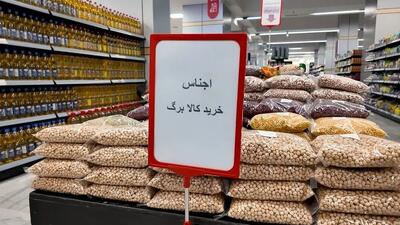 اجناس
خرید کالا برگ